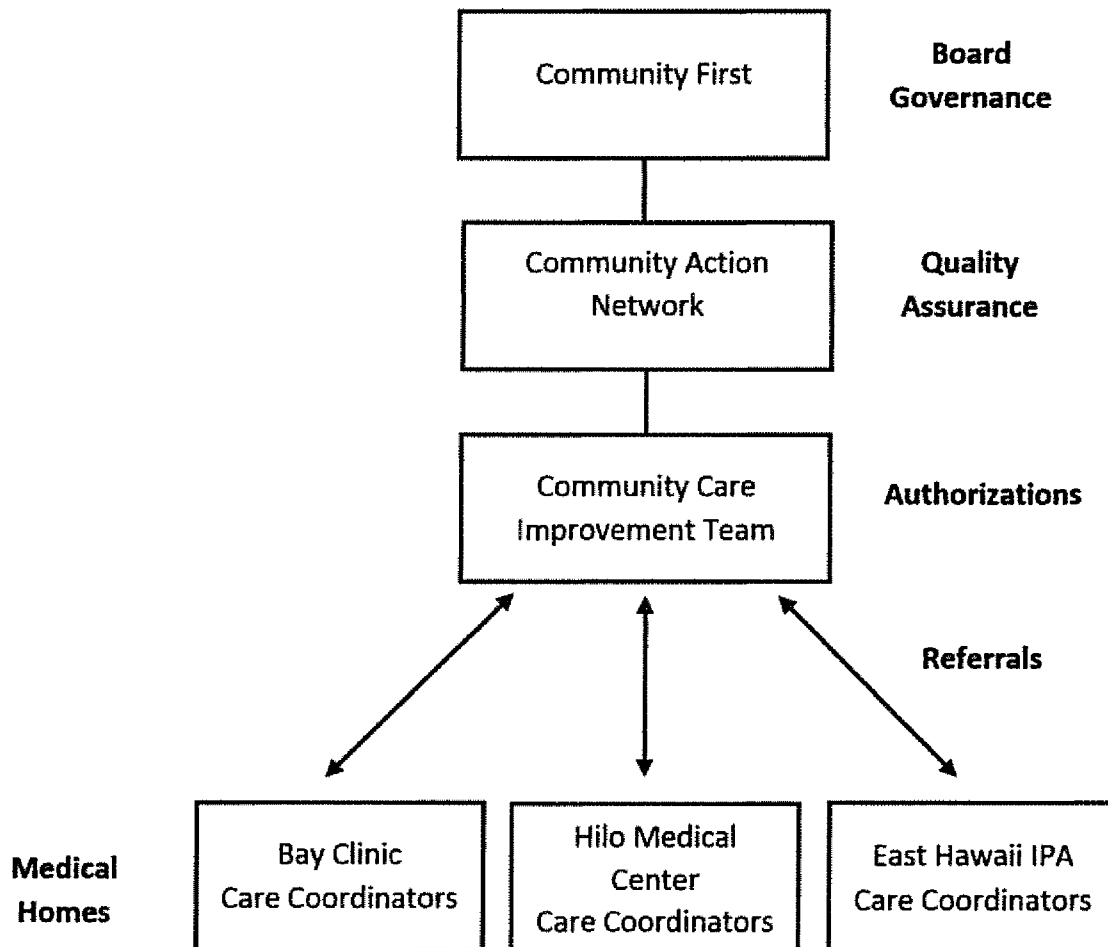 Community First
Board
Governance
Community Action
Network
Quality
Assurance
Community Care
Improvement Team
Authorizations
Referrals
Medical
Homes
Bay Clinic
Care Coordinators
Hilo Medical
Center
Care Coordinators
East Hawaii IPA
Care Coordinators